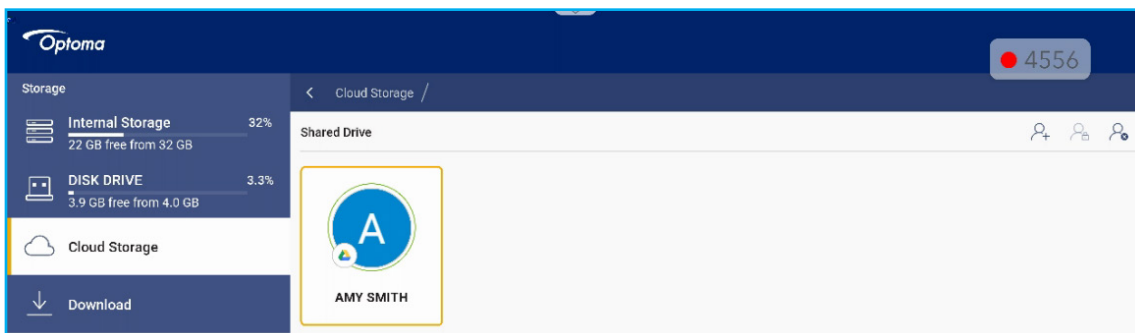 Optoma
4556
Storage
Cloud Storage /
Internal Storage 32%
22 GB free from 32 GB
Shared Drive
DISK DRIVE 3.3%
3.9 GB free from 4.0 GB
Cloud Storage
A
AMY SMITH
Download